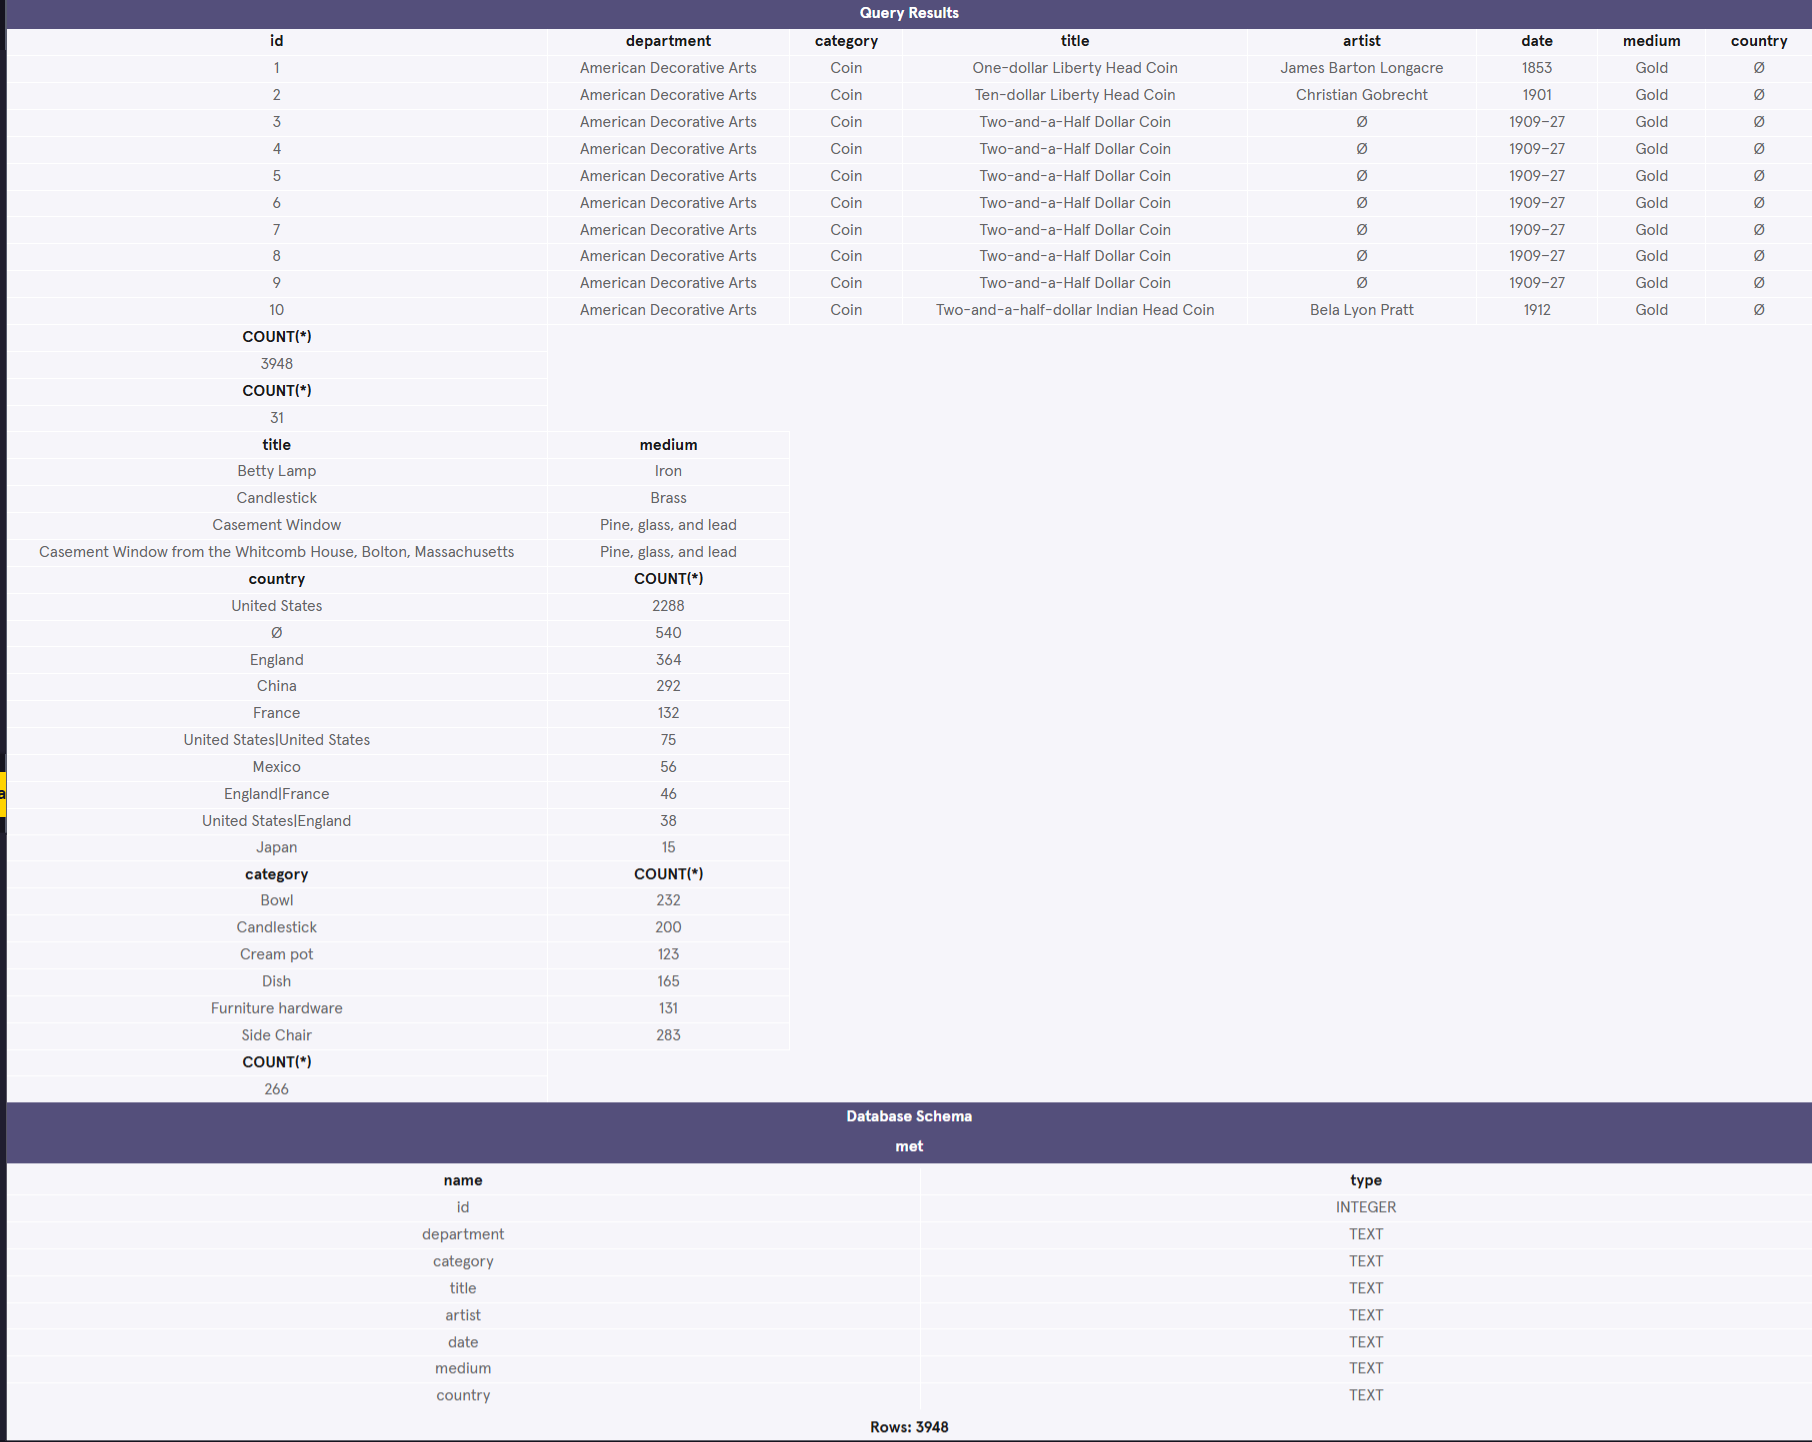 Query Results
id department category title artist date medium country
1 American Decorative Arts Coin One-dollar Liberty Head Coin James Barton Longacre 1853 Gold Ø
2 American Decorative Arts Coin Ten-dollar Liberty Head Coin Christian Gobrecht 1901 Gold Ø
3 American Decorative Arts Coin Two-and-a-Half Dollar Coin Ø 1909–27 Gold Ø
4 American Decorative Arts Coin Two-and-a-Half Dollar Coin Ø 1909–27 Gold Ø
5 American Decorative Arts Coin Two-and-a-Half Dollar Coin Ø 1909–27 Gold Ø
6 American Decorative Arts Coin Two-and-a-Half Dollar Coin Ø 1909–27 Gold Ø
7 American Decorative Arts Coin Two-and-a-Half Dollar Coin Ø 1909–27 Gold Ø
8 American Decorative Arts Coin Two-and-a-Half Dollar Coin Ø 1909–27 Gold Ø
9 American Decorative Arts Coin Two-and-a-Half Dollar Coin Ø 1909–27 Gold Ø
10 American Decorative Arts Coin Two-and-a-half-dollar Indian Head Coin Bela Lyon Pratt 1912 Gold Ø
COUNT(*)
3948
COUNT(*)
31
title medium
Betty Lamp Iron
Candlestick Brass
Casement Window Pine, glass, and lead
Casement Window from the Whitcomb House, Bolton, Massachusetts Pine, glass, and lead
country COUNT(*)
United States 2288
Ø 540
England 364
China 292
France 132
United States|United States 75
Mexico 56
England|France 46
United States|England 38
Japan 15
category COUNT(*)
Bowl 232
Candlestick 200
Cream pot 123
Dish 165
Furniture hardware 131
Side Chair 283
COUNT(*)
266
Database Schema
met
name type
id INTEGER
department TEXT
category TEXT
title TEXT
artist TEXT
date TEXT
medium TEXT
country TEXT
Rows: 3948